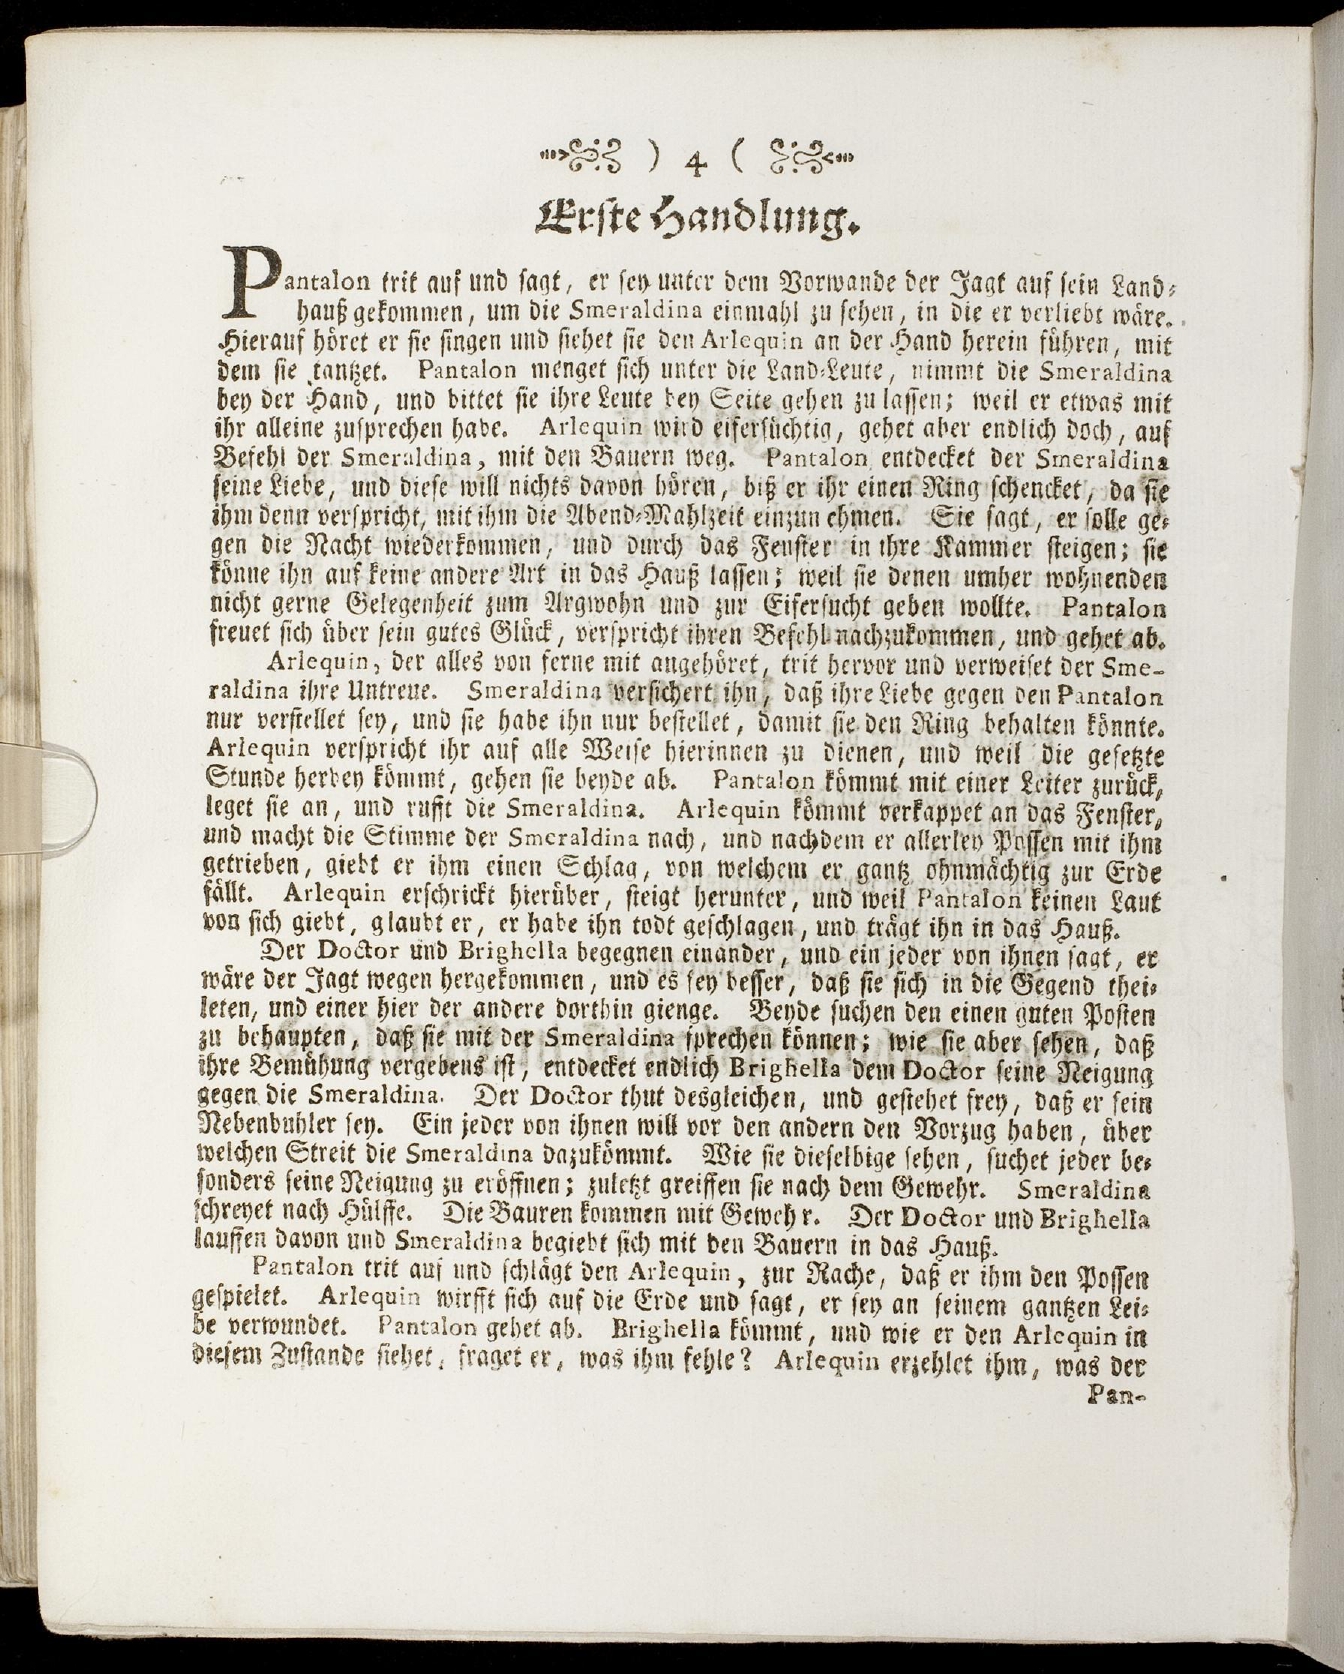 ) 4 (
Erste Handlung.
Pantalon trit auf und sagt, er sey unter dem Vorwande der Jagt auf sein Land-
hauß gekommen, um die Smeraldina einmahl zu sehen, in die er verliebt wäre.
Hierauf höret er sie singen und siehet sie den Arlequin an der Hand herein führen, mit
dem sie tantzet. Pantalon menget sich unter die Land-Leute, nimmt die Smeraldina
bey der Hand, und bittet sie ihre Leute bey Seite gehen zu lassen; weil er etwas mit
ihr alleine zusprechen habe. Arlequin wird eifersüchtig, gehet aber endlich doch, auf
Befehl der Smeraldina, mit den Bauern weg. Pantalon entdecket der Smeraldina
seine Liebe, und diese will nichts davon hören, biß er ihr einen Ring schencket, da sie
ihm denn verspricht, mit ihm die Abend-Mahlzeit einzunehmen. Sie sagt, er solle ge-
gen die Nacht wiederkommen, und durch das Fenster in ihre Kammer steigen; sie
könne ihn auf keine andere Art in das Hauß lassen; weil sie denen umher wohnenden
nicht gerne Gelegenheit zum Argwohn und zur Eifersucht geben wollte. Pantalon
freuet sich über sein gutes Glück, verspricht ihren Befehl nachzukommen, und gehet ab.
Arlequin, der alles von ferne mit angehöret, trit hervor und verweiset der Sme-
raldina ihre Untreue. Smeraldina versichert ihn, daß ihre Liebe gegen den Pantalon
nur verstellet sey, und sie habe ihn nur bestellet, damit sie den Ring behalten könnte.
Arlequin verspricht ihr auf alle Weise hierinnen zu dienen, und weil die gesetzte
Stunde herbey kömmt, gehen sie beyde ab. Pantalon kömmt mit einer Leiter zurück,
leget sie an, und rufft die Smeraldina. Arlequin kömmt verkappet an das Fenster,
und macht die Stimme der Smeraldina nach, und nachdem er allerley Possen mit ihm
getrieben, giebt er ihm einen Schlag, von welchem er gantz ohnmächtig zur Erde
fällt. Arlequin erschrickt hierüber, steigt herunter, und weil Pantalon keinen Laut
von sich giebt, glaubt er, er habe ihn todt geschlagen, und trägt ihn in das Hauß.
Der Doctor und Brighella begegnen einander, und ein jeder von ihnen sagt, er
wäre der Jagt wegen hergekommen, und es sey besser, daß sie sich in die Gegend thei-
leten, und einer hier der andere dorthin gienge. Beyde suchen den einen guten Posten
zu behaupten, daß sie mit der Smeraldina sprechen können; wie sie aber sehen, daß
ihre Bemühung vergebens ist, entdecket endlich Brighella dem Doctor seine Neigung
gegen die Smeraldina. Der Doctor thut desgleichen, und gestehet frey, daß er sein
Nebenbuhler sey. Ein jeder von ihnen will vor den andern den Vorzug haben, über
welchen Streit die Smeraldina dazukömmt. Wie sie dieselbige sehen, suchet jeder be-
sonders seine Neigung zu eröffnen; zuletzt greiffen sie nach dem Gewehr. Smeraldina
schreyet nach Hülffe. Die Bauren kommen mit Gewehr. Der Doctor und Brighella
lauffen davon und Smeraldina begiebt sich mit den Bauern in das Hauß.
Pantalon trit auf und schlägt den Arlequin, zur Rache, daß er ihm den Possen
gespielet. Arlequin wirfft sich auf die Erde und sagt, er sey an seinem gantzen Lei-
be verwundet. Pantalon gehet ab. Brighella kömmt, und wie er den Arlequin in
diesem Zustande siehet, fraget er, was ihm fehle? Arlequin erzehlet ihm, was der
Pan-